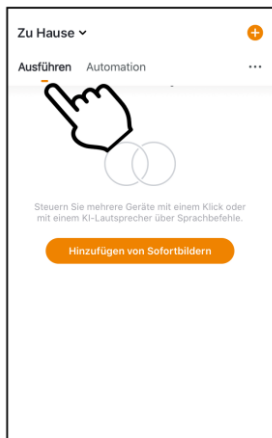 Zu Hause
Ausführen Automation
Steuern Sie mehrere Geräte mit einem Klick oder
mit einem KI-Lautsprecher über Sprachbefehle.
Hinzufügen von Sofortbildern